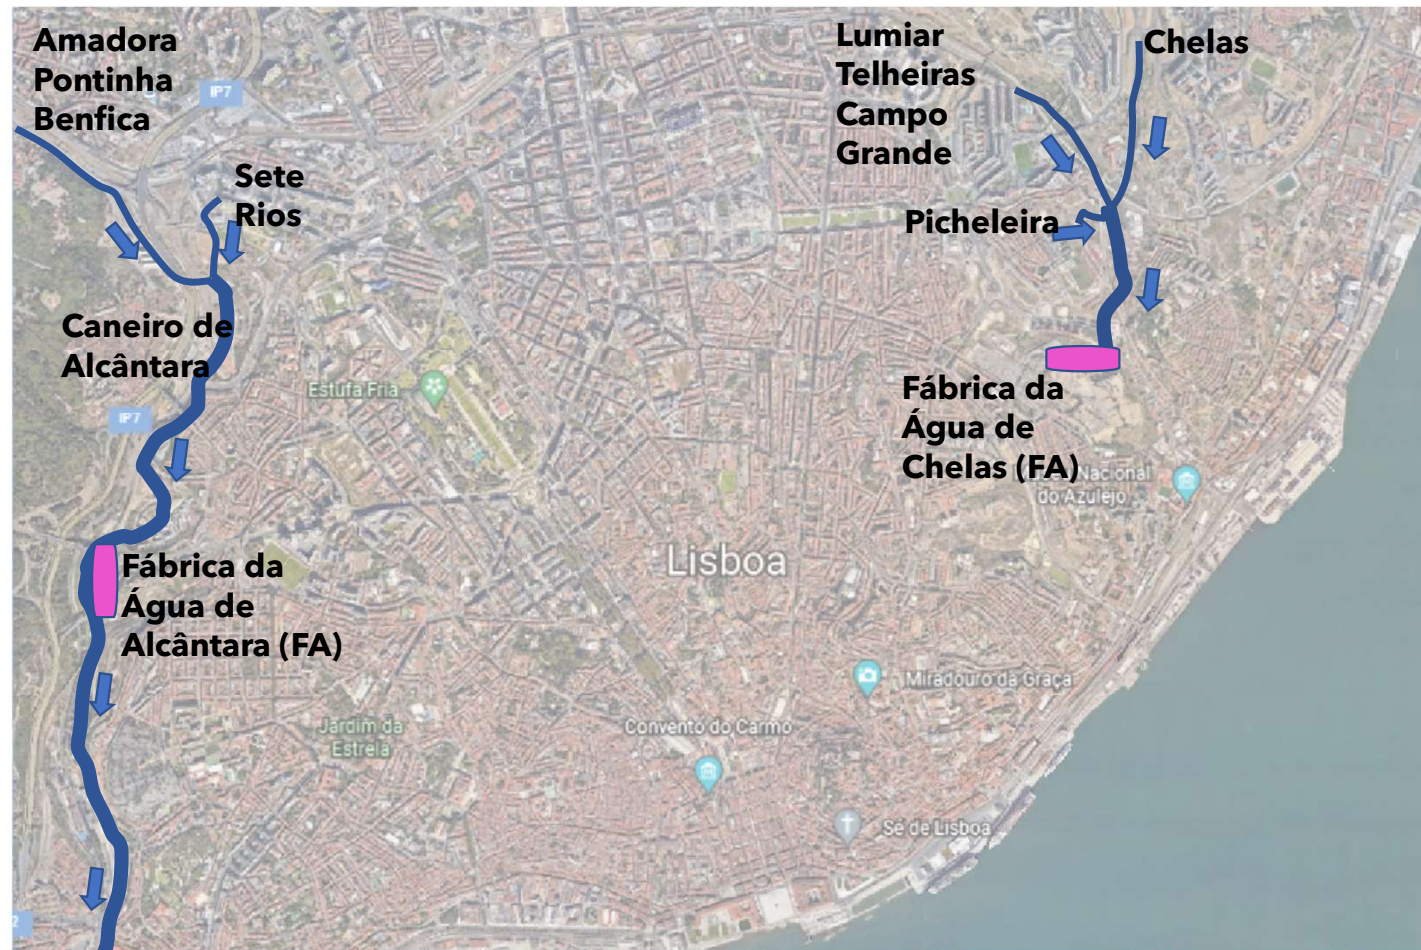 Amadora
Pontinha
Benfica
IP7
Sete
Rios
Caneiro de
Alcântara
Estufa Fria
IP7
Fábrica da
Água de
Alcântara (FA)
Jardim da
Estrela
2
Lumiar
Telheiras
Campo
Grande
Chelas
Picheleira
Fábrica da
Água de
Chelas (FA)
Nacional
do Azulejo
Lisboa
Miradouro da Graça
Convento do Carmo
Sé de Lisboa